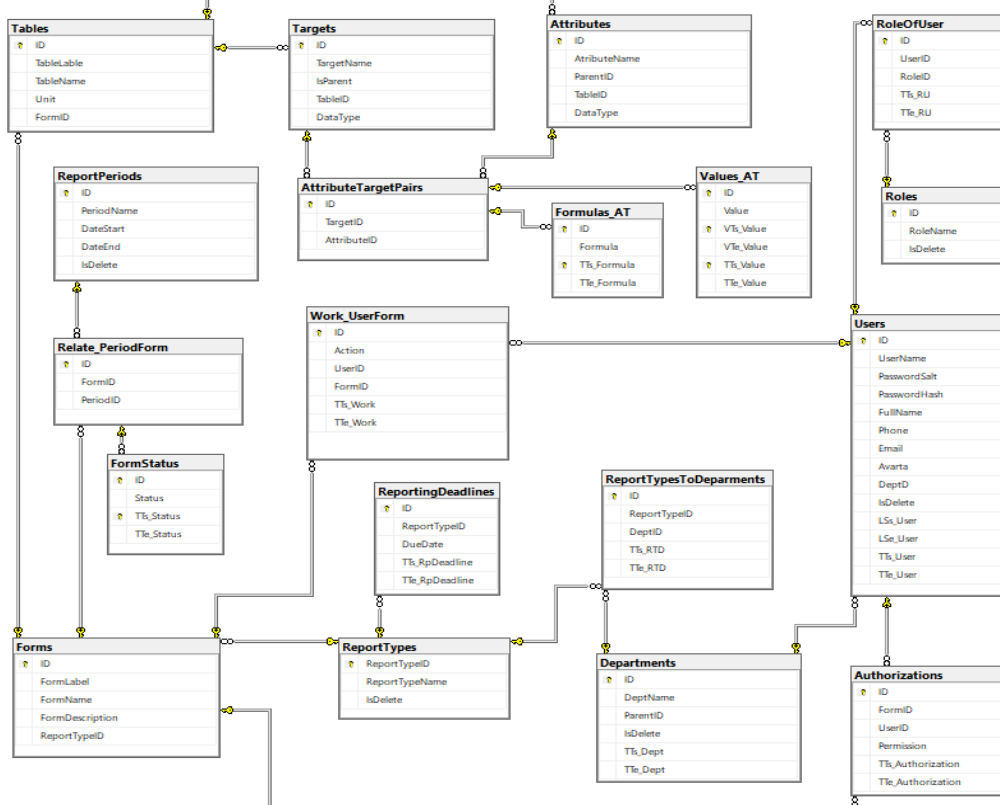 Tables
ID
TableLable
TableName
Unit
FormID
Targets
ID
TargetName
IsParent
TableID
DataType
Attributes
ID
AtributeName
ParentID
TableID
DataType
RoleOfUser
ID
UserID
RoleID
TTs_RU
TTe_RU
ReportPeriods
ID
PeriodName
DateStart
DateEnd
IsDelete
AttributeTargetPairs
ID
TargetID
AttributeID
Formulas_AT
ID
Formula
TTs_Formula
TTe_Formula
Values_AT
ID
Value
VTs_Value
VTe_Value
TTs_Value
TTe_Value
Roles
ID
RoleName
IsDelete
Relate_PeriodForm
ID
FormID
PeriodID
Work_UserForm
ID
Action
UserID
FormID
TTs_Work
TTe_Work
Users
ID
UserName
PasswordSalt
PasswordHash
FullName
Phone
Email
Avarta
DeptD
IsDelete
LSs_User
LSe_User
TTs_User
TTe_User
FormStatus
ID
Status
TTs_Status
TTe_Status
ReportingDeadlines
ID
ReportTypeID
DueDate
TTs_RpDeadline
TTe_RpDeadline
ReportTypesToDeparments
ID
ReportTypeID
DeptID
TTs_RTD
TTe_RTD
Forms
ID
FormLabel
FormName
FormDescription
ReportTypeID
ReportTypes
ReportTypeID
ReportTypeName
IsDelete
Departments
ID
DeptName
ParentID
IsDelete
TTs_Dept
TTe_Dept
Authorizations
ID
FormID
UserID
Permission
TTs_Authorization
TTe_Authorization